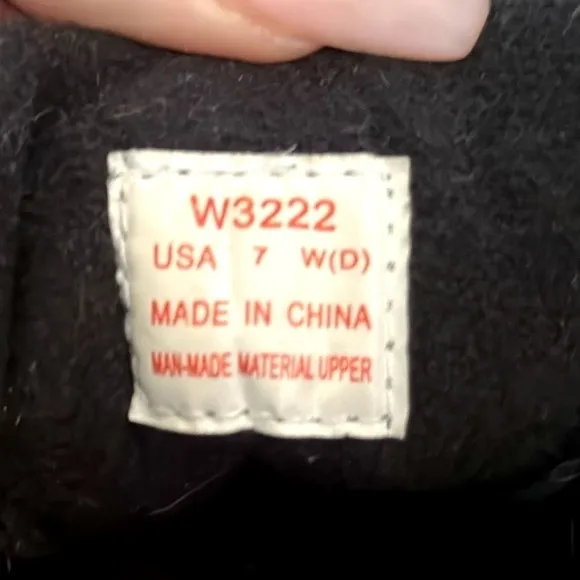 W3222
USA 7 W(D)
MADE IN CHINA
MAN-MADE MATERIAL UPPER